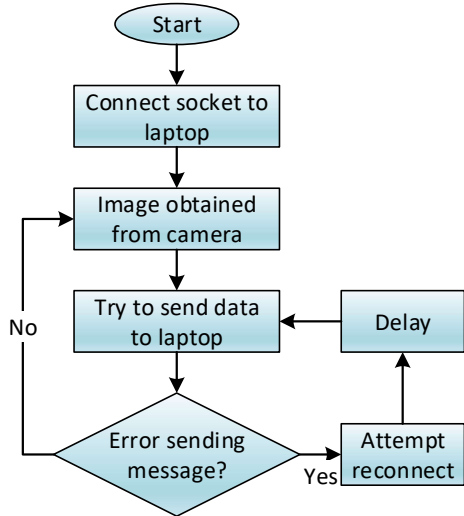 Start
Connect socket to
laptop
Image obtained
from camera
Try to send data
to laptop
Delay
No
Error sending
message?
Yes
Attempt
reconnect